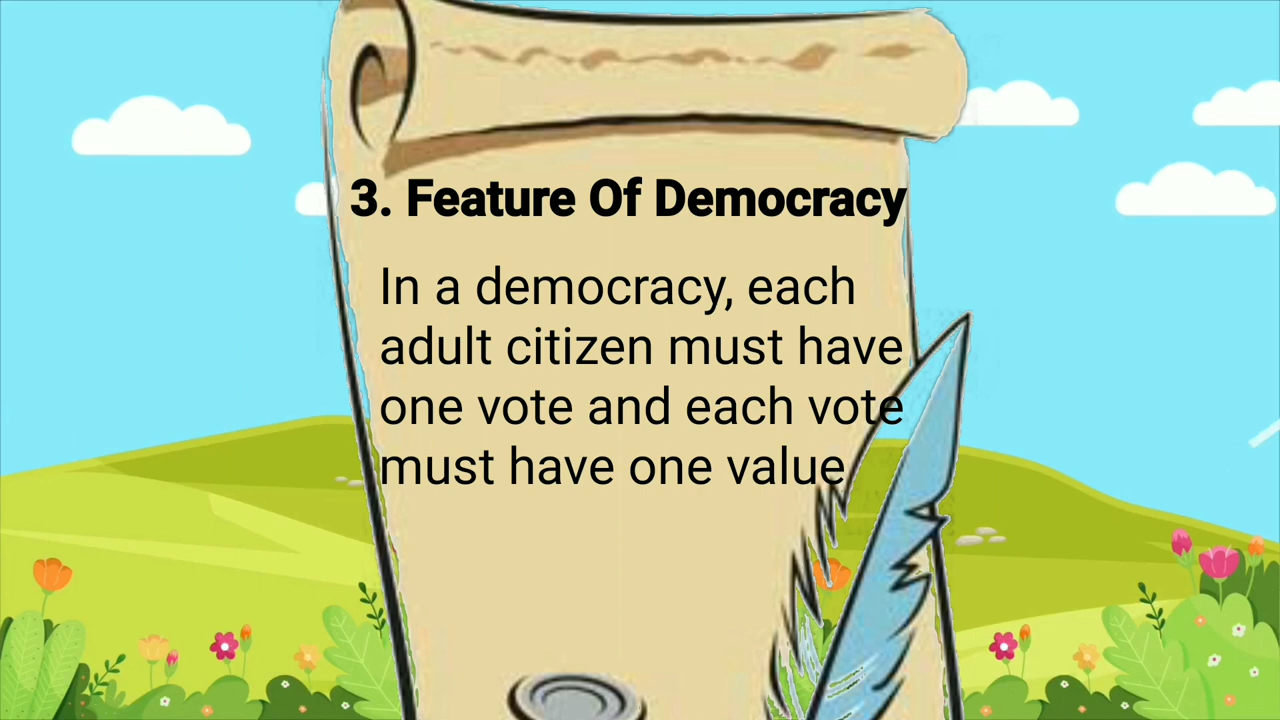 3. Feature Of Democracy
In a democracy, each
adult citizen must have
one vote and each vote
must have one value